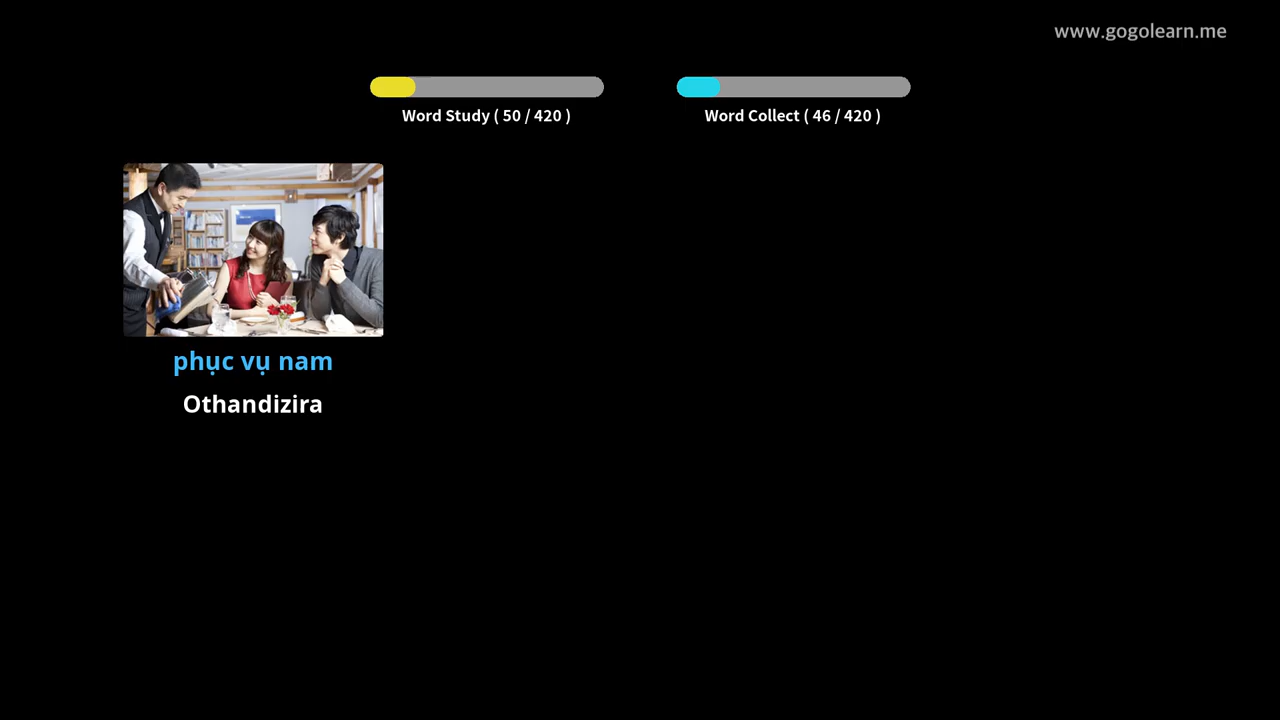 www.gogolearn.me
Word Study ( 50 / 420 )
Word Collect ( 46 / 420 )
phục vụ nam
Othandizira